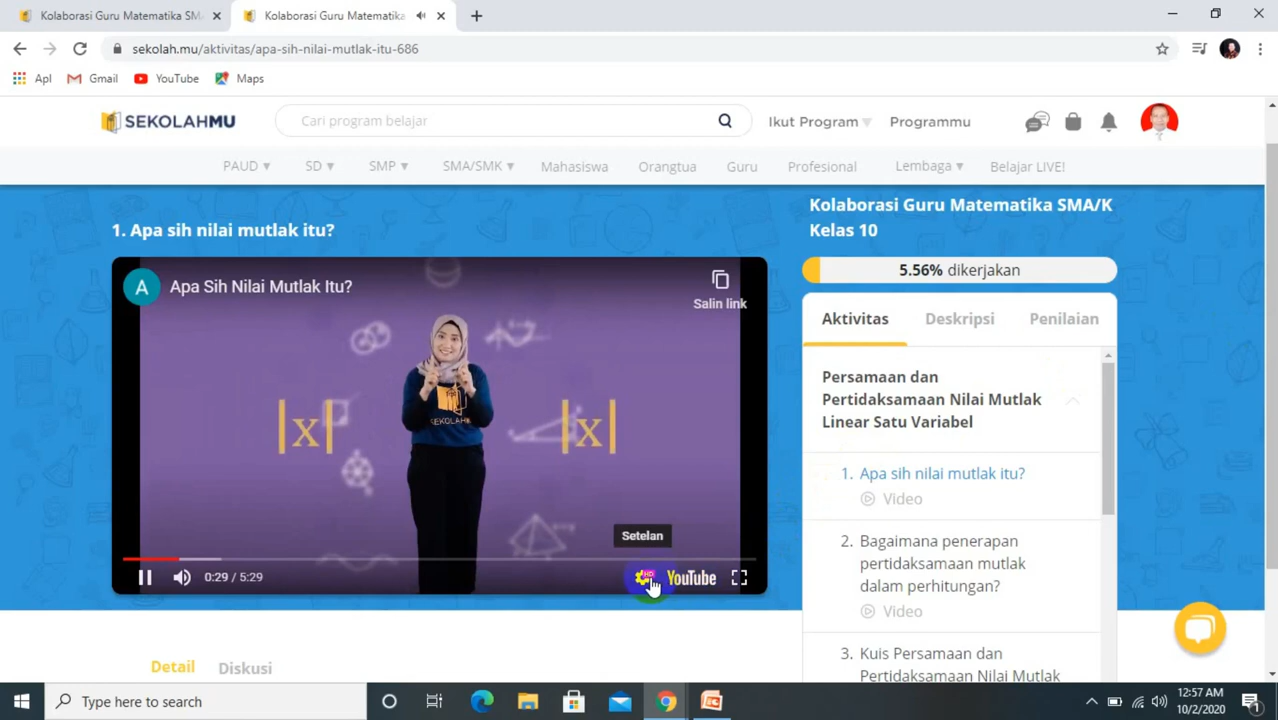 Kolaborasi Guru Matematika SM
Kolaborasi Guru Matematika
sekolah.mu/aktivitas/apa-sih-nilai-mutlak-itu-686
Apl
Gmail
YouTube
Maps
SEKOLAHMU
Cari program belajar
Ikut Program
Programmu
PAUD
SD
SMP
SMA/SMK
Mahasiswa
Orangtua
Guru
Profesional
Lembaga
Belajar LIVE!
1. Apa sih nilai mutlak itu?
A
Apa Sih Nilai Mutlak Itu?
Salin link
|x|
|x|
SEKOLAHM
Setelan
0:29 / 5:29
HD
YouTube
Kolaborasi Guru Matematika SMA/K
Kelas 10
5.56% dikerjakan
Aktivitas
Deskripsi
Penilaian
Persamaan dan
Pertidaksamaan Nilai Mutlak
Linear Satu Variabel
1. Apa sih nilai mutlak itu?
Video
2. Bagaimana penerapan
pertidaksamaan mutlak
dalam perhitungan?
Video
3. Kuis Persamaan dan
Pertidaksamaan Nilai Mutlak
Detail
Diskusi
Type here to search
12:57 AM
10/2/2020
1